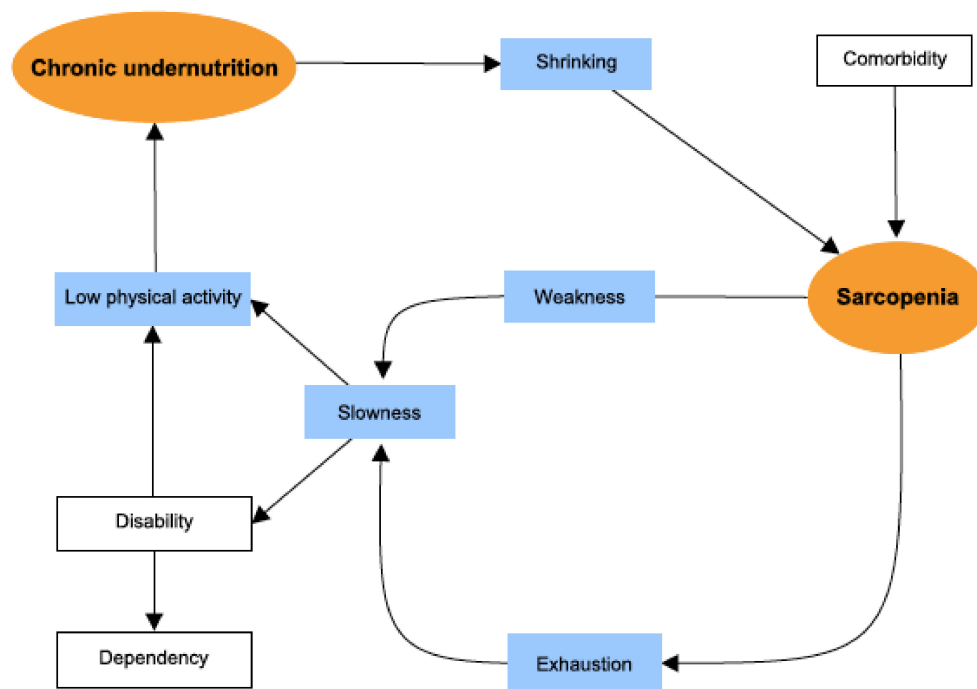 Chronic undernutrition
Shrinking
Comorbidity
Low physical activity
Weakness
Sarcopenia
Slowness
Disability
Dependency
Exhaustion